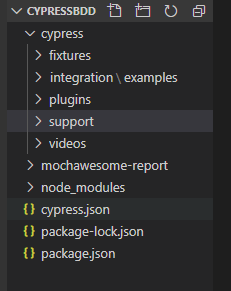 CYPRESSBDD
cypress
fixtures
integration \ examples
plugins
support
videos
mochawesome-report
node_modules
{} cypress.json
{} package-lock.json
{} package.json